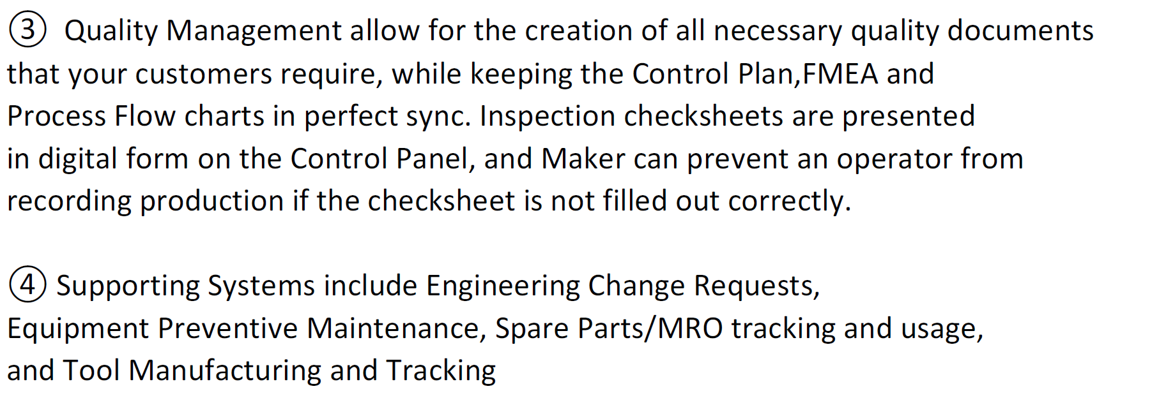 ③ Quality Management allow for the creation of all necessary quality documents
that your customers require, while keeping the Control Plan,FMEA and
Process Flow charts in perfect sync. Inspection checksheets are presented
in digital form on the Control Panel, and Maker can prevent an operator from
recording production if the checksheet is not filled out correctly.
④ Supporting Systems include Engineering Change Requests,
Equipment Preventive Maintenance, Spare Parts/MRO tracking and usage,
and Tool Manufacturing and Tracking